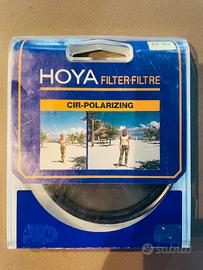 HOYA FILTER•FILTRE
CIR-POLARIZING
subito